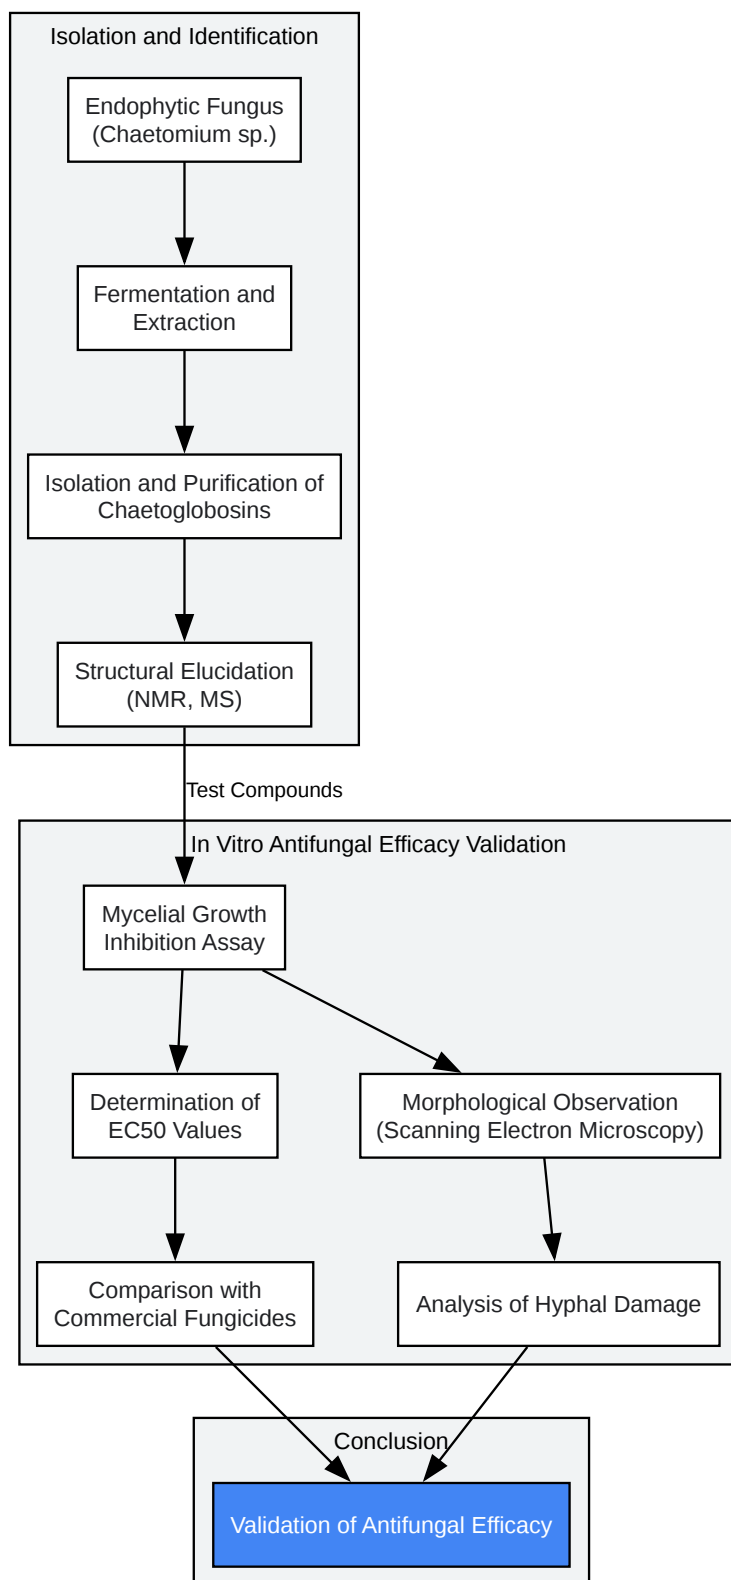 Isolation and Identification
Endophytic Fungus
(Chaetomium sp.)
Fermentation and
Extraction
Isolation and Purification of
Chaetoglobosins
Structural Elucidation
(NMR, MS)
Test Compounds
In Vitro Antifungal Efficacy Validation
Mycelial Growth
Inhibition Assay
Determination of
EC50 Values
Morphological Observation
(Scanning Electron Microscopy)
Comparison with
Commercial Fungicides
Analysis of Hyphal Damage
Conclusion
Validation of Antifungal Efficacy